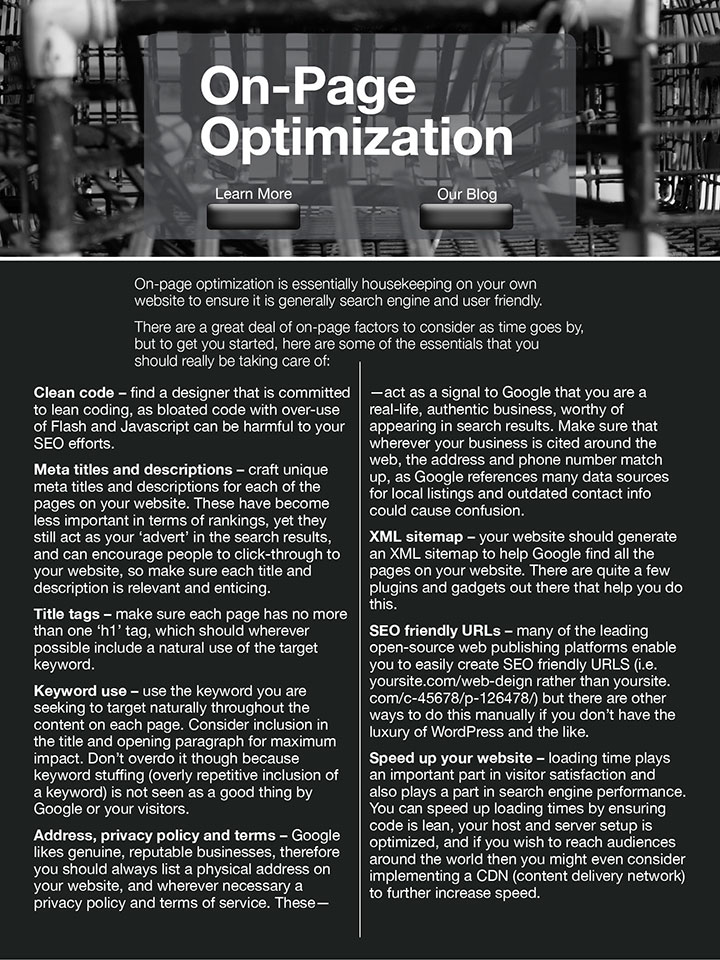 On-Page
Optimization
Learn More
Our Blog
On-page optimization is essentially housekeeping on your own
website to ensure it is generally search engine and user friendly.
There are a great deal of on-page factors to consider as time goes by,
but to get you started, here are some of the essentials that you
should really be taking care of:
Clean code – find a designer that is committed
to lean coding, as bloated code with over-use
of Flash and Javascript can be harmful to your
SEO efforts.
Meta titles and descriptions – craft unique
meta titles and descriptions for each of the
pages on your website. These have become
less important in terms of rankings, yet they
still act as your ‘advert’ in the search results,
and can encourage people to click-through to
your website, so make sure each title and
description is relevant and enticing.
Title tags – make sure each page has no more
than one ‘h1’ tag, which should wherever
possible include a natural use of the target
keyword.
Keyword use – use the keyword you are
seeking to target naturally throughout the
content on each page. Consider inclusion in
the title and opening paragraph for maximum
impact. Don’t overdo it though because
keyword stuffing (overly repetitive inclusion of
a keyword) is not seen as a good thing by
Google or your visitors.
Address, privacy policy and terms – Google
likes genuine, reputable businesses, therefore
you should always list a physical address on
your website, and wherever necessary a
privacy policy and terms of service. These—
—act as a signal to Google that you are a
real-life, authentic business, worthy of
appearing in search results. Make sure that
wherever your business is cited around the
web, the address and phone number match
up, as Google references many data sources
for local listings and outdated contact info
could cause confusion.
XML sitemap – your website should generate
an XML sitemap to help Google find all the
pages on your website. There are quite a few
plugins and gadgets out there that help you do
this.
SEO friendly URLs – many of the leading
open-source web publishing platforms enable
you to easily create SEO friendly URLS (i.e.
yoursite.com/web-deign rather than yoursite.
com/c-45678/p-126478/) but there are other
ways to do this manually if you don’t have the
luxury of WordPress and the like.
Speed up your website – loading time plays
an important part in visitor satisfaction and
also plays a part in search engine performance.
You can speed up loading times by ensuring
code is lean, your host and server setup is
optimized, and if you wish to reach audiences
around the world then you might even consider
implementing a CDN (content delivery network)
to further increase speed.